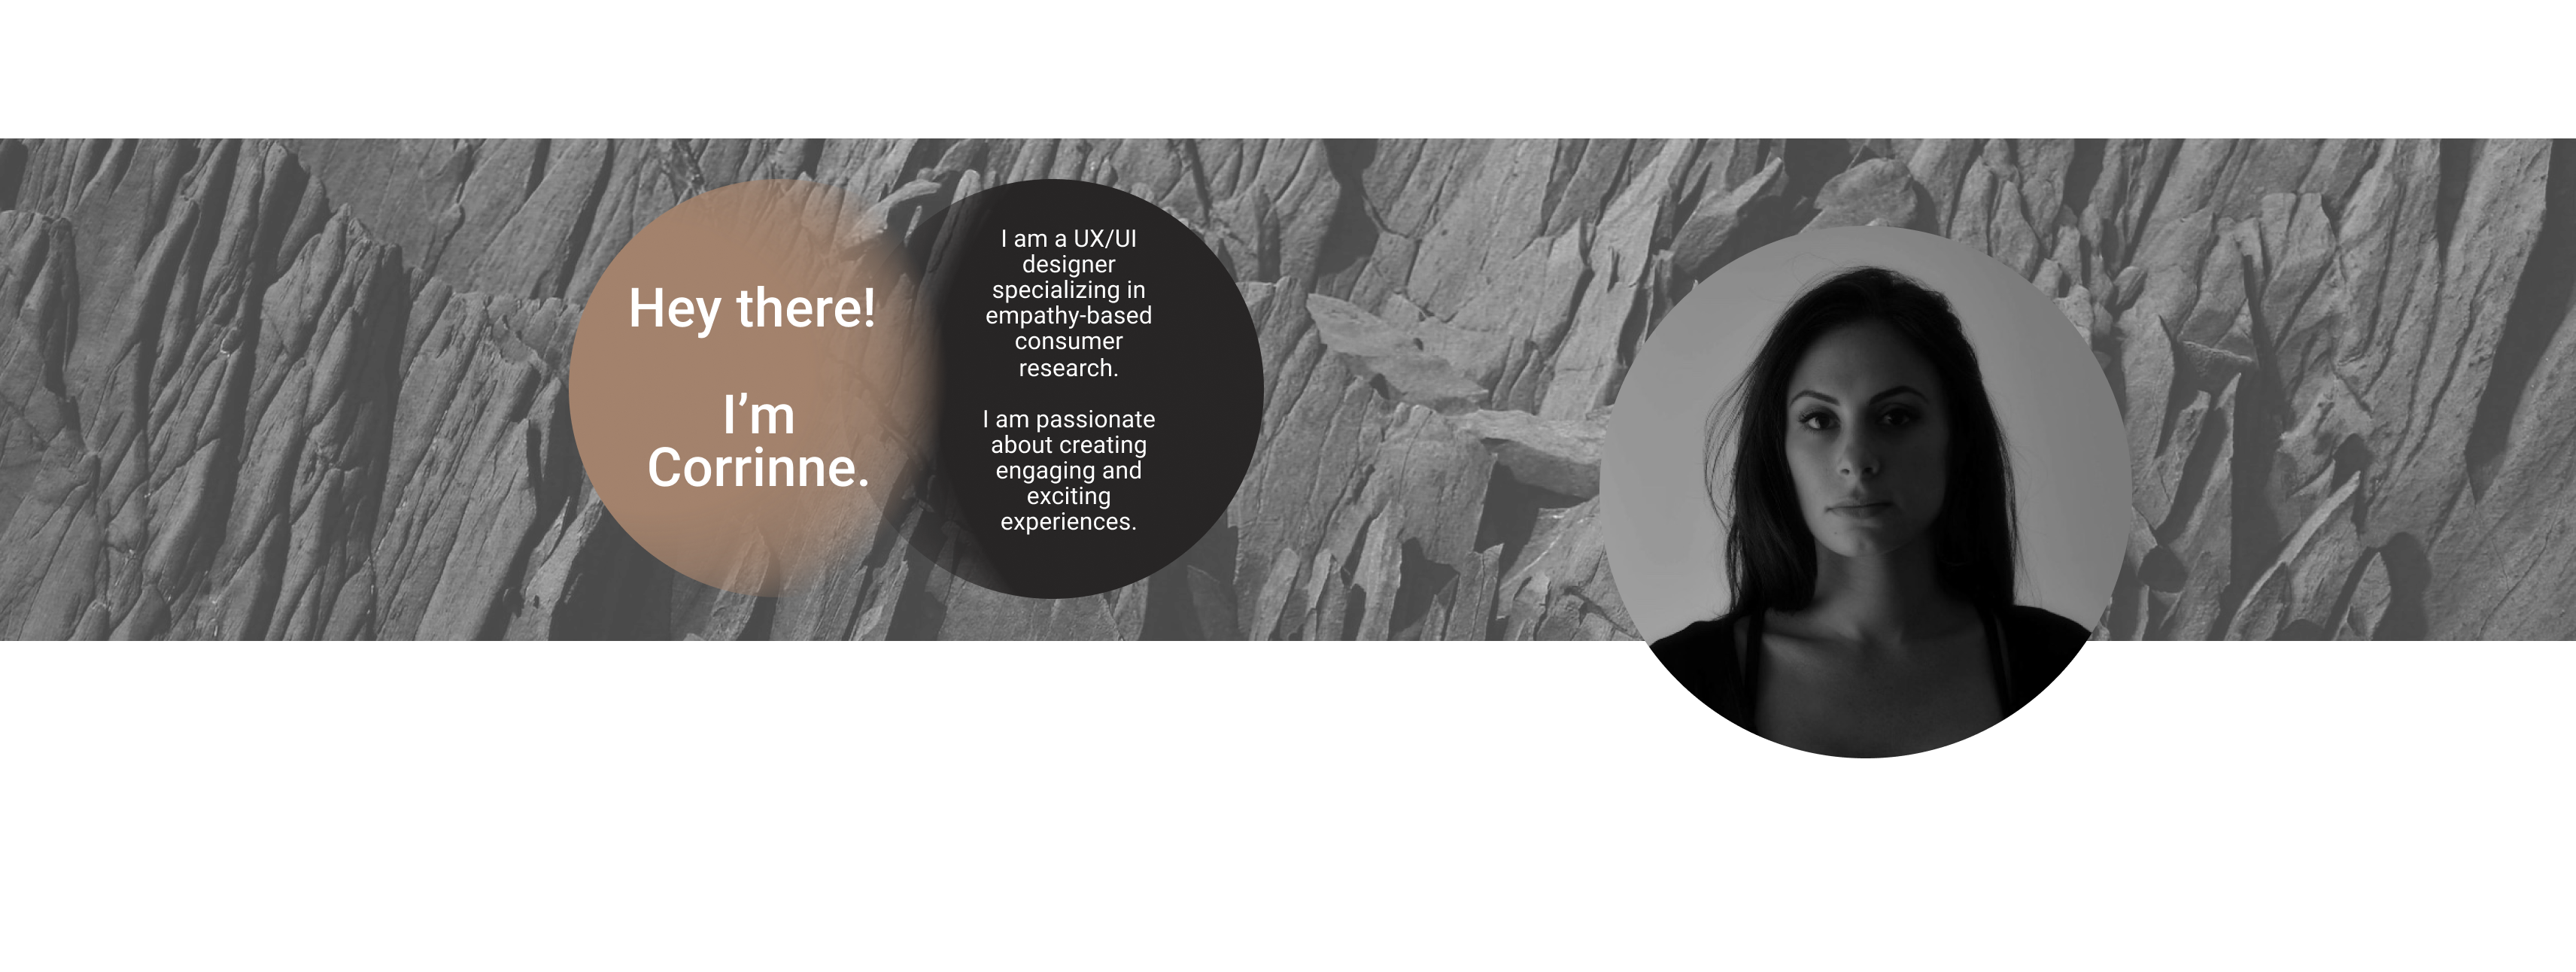 Hey there!
I’m
Corrinne.
I am a UX/UI
designer
specializing in
empathy-based
consumer
research.
I am passionate
about creating
engaging and
exciting
experiences.